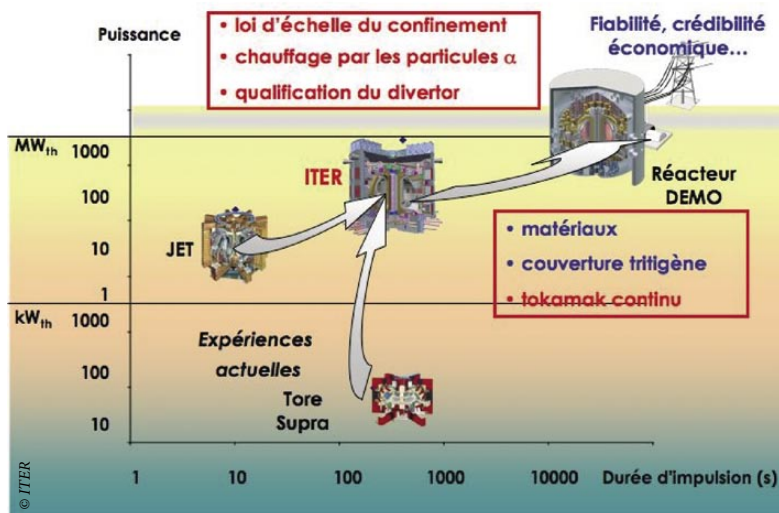 Puissance
• loi d'échelle du confinement
• chauffage par les particules α
• qualification du divertor
Fiabilité, crédibilité
économique...
MWth 1000
100
10
1
ITER
JET
Réacteur
DEMO
• matériaux
• couverture tritigène
• tokamak continu
kWth 1000
100
10
Expériences
actuelles
Tore
Supra
1 10 100 1000 10000 Durée d'impulsion (s)
© ITER